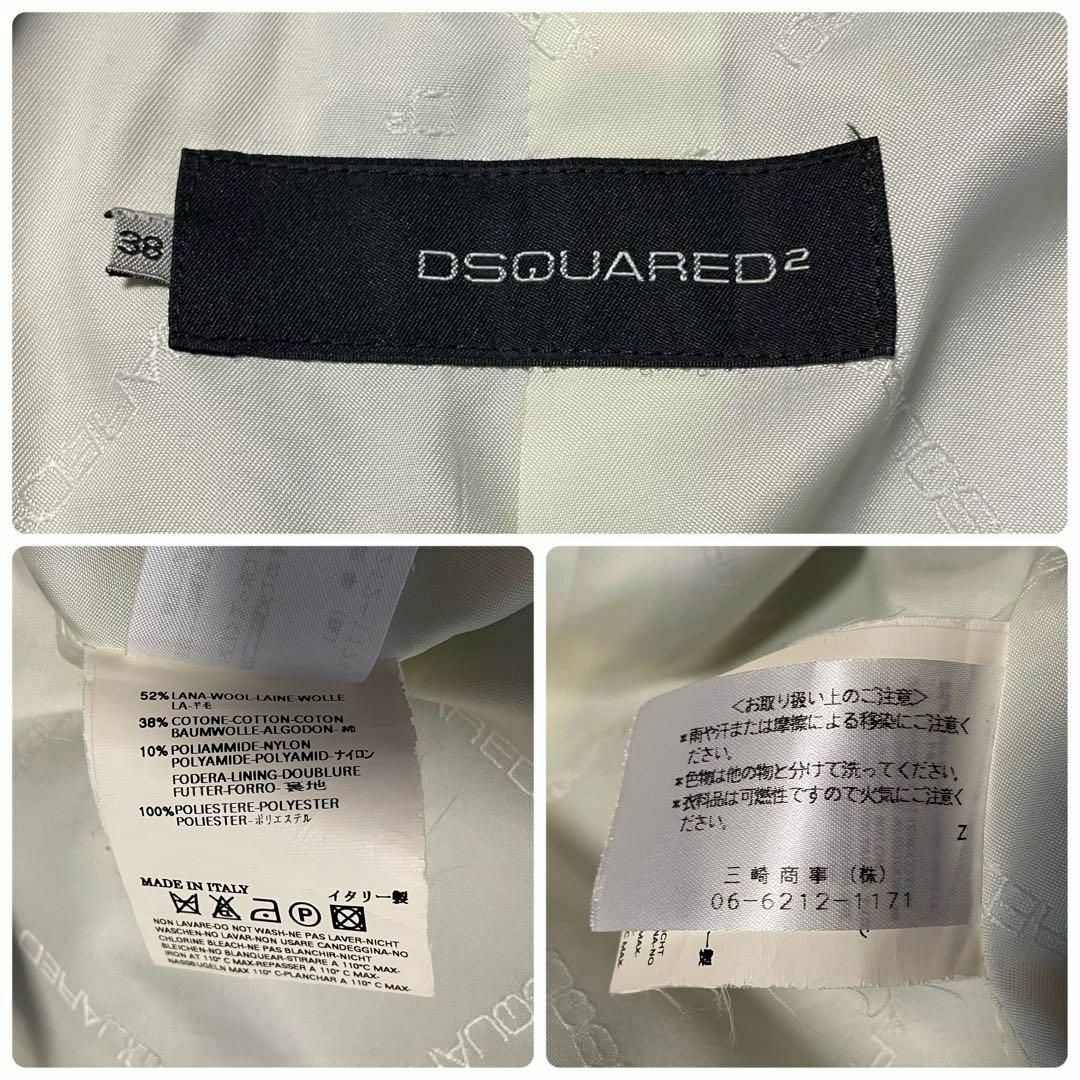 38
DSQUARED2
52% LANA-WOOL-LAINE-WOLLE
LA-ケモ
38% COTONE-COTTON-COTON
BAUMWOLLE-ALGODON-綿
10% POLIAMMIDE-NYLON
POLYAMIDE-POLYAMID-ナイロン
FODERA-LINING-DOUBLURE
FUTTER-FORRO-裏地
100% POLIESTERE-POLYESTER
POLIESTER-ポリエステル
MADE IN ITALY イタリー製
NON LAVARE-DO NOT WASH-NE PAS LAVER-NICHT
WASCHEN-NO LAVAR-NON USARE CANDEGGINA-NO
CHLORINE BLEACH-NE PAS BLANCHIR-NICHT
BLEICHEN-NO BLANQUEAR-STIRARE A 110°C MAX-
IRON AT 110° C MAX-REPASSER A 110° C MAX-
NASSBUGELN MAX 110° C-PLANCHAR A 110° C MAX-
<お取り扱い上のご注意>
*雨や汗または摩擦による移染にご注意く
ださい。
*色物は他の物と分けて洗ってください。
*衣料品は可燃性ですので火気にご注意く
ださい。
Z
三崎商事(株)
06-6212-1171